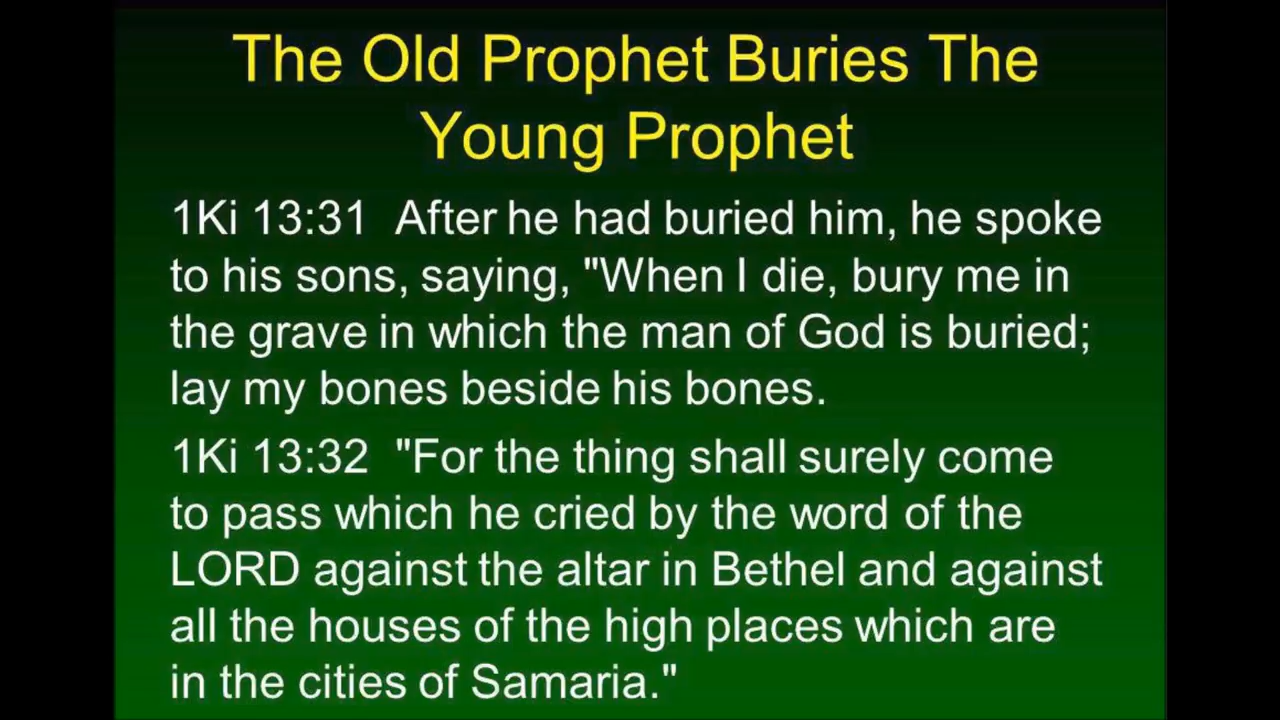 The Old Prophet Buries The
Young Prophet
1Ki 13:31 After he had buried him, he spoke
to his sons, saying, "When I die, bury me in
the grave in which the man of God is buried;
lay my bones beside his bones.
1Ki 13:32 "For the thing shall surely come
to pass which he cried by the word of the
LORD against the altar in Bethel and against
all the houses of the high places which are
in the cities of Samaria."